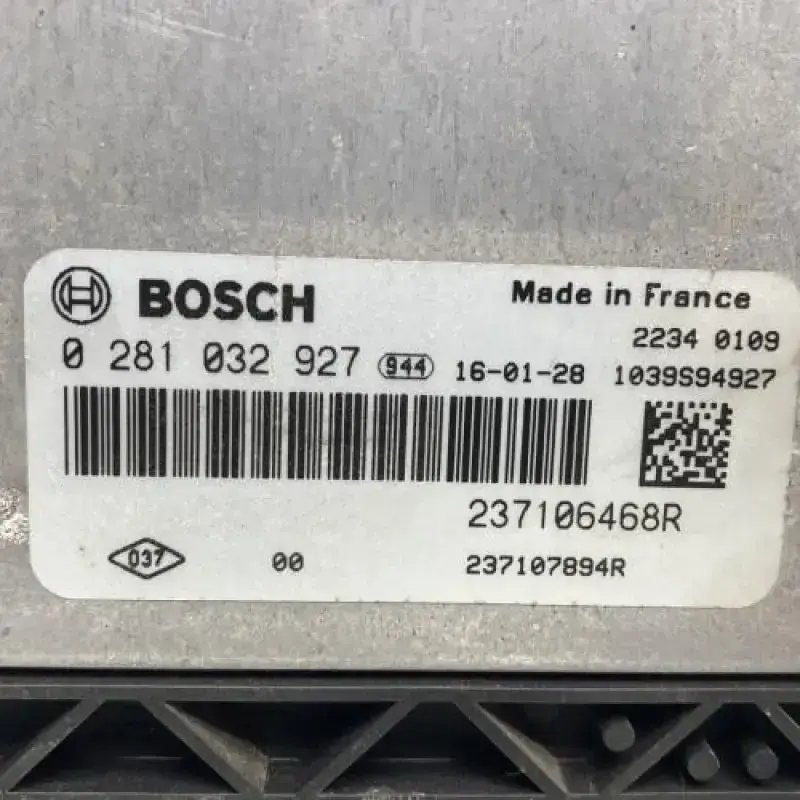 BOSCH Made in France
2234 0109
0 281 032 927 944 16-01-28 1039S94927
237106468R
037 00 237107894R